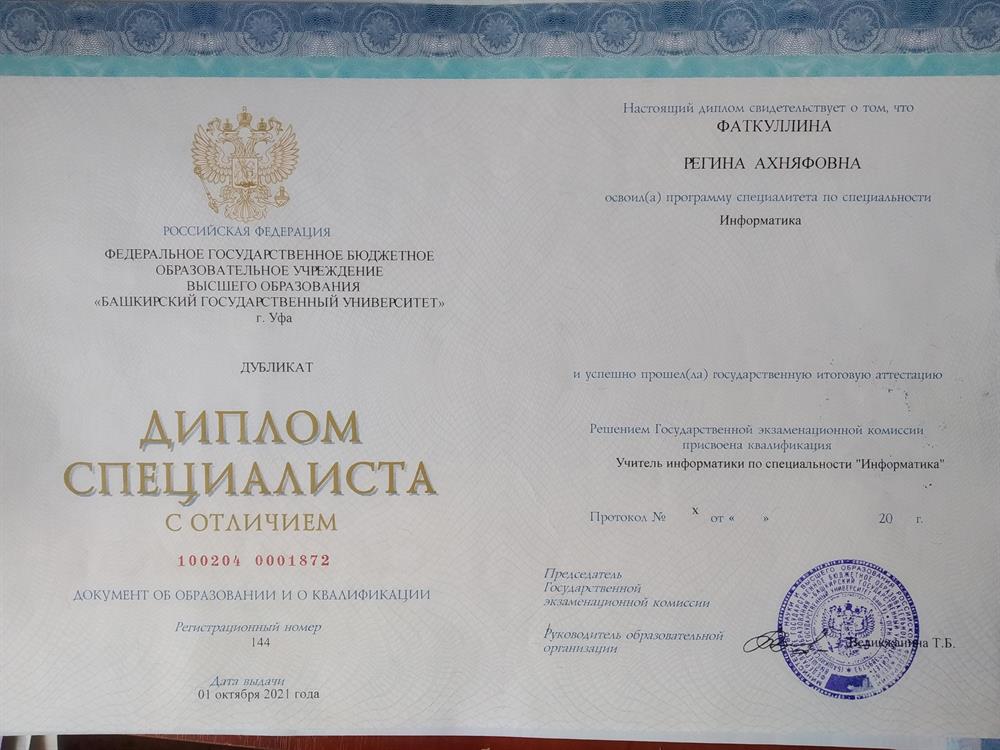 РОССИЙСКАЯ ФЕДЕРАЦИЯ
ФЕДЕРАЛЬНОЕ ГОСУДАРСТВЕННОЕ БЮДЖЕТНОЕ
ОБРАЗОВАТЕЛЬНОЕ УЧРЕЖДЕНИЕ
ВЫСШЕГО ОБРАЗОВАНИЯ
«БАШКИРСКИЙ ГОСУДАРСТВЕННЫЙ УНИВЕРСИТЕТ»
г. Уфа
ДУБЛИКАТ
ДИПЛОМ
СПЕЦИАЛИСТА
С ОТЛИЧИЕМ
100204 0001872
ДОКУМЕНТ ОБ ОБРАЗОВАНИИ И О КВАЛИФИКАЦИИ
Регистрационный номер
144
Дата выдачи
01 октября 2021 года
Настоящий диплом свидетельствует о том, что
ФАТКУЛЛИНА
РЕГИНА АХНЯФОВНА
освоил(а) программу специалитета по специальности
Информатика
и успешно прошел(ла) государственную итоговую аттестацию
Решением Государственной экзаменационной комиссии
присвоена квалификация
Учитель информатики по специальности "Информатика"
Протокол № х от « » 20 г.
Председатель
Государственной
экзаменационной комиссии
Руководитель образовательной
организации
Великжанина Т.Б.